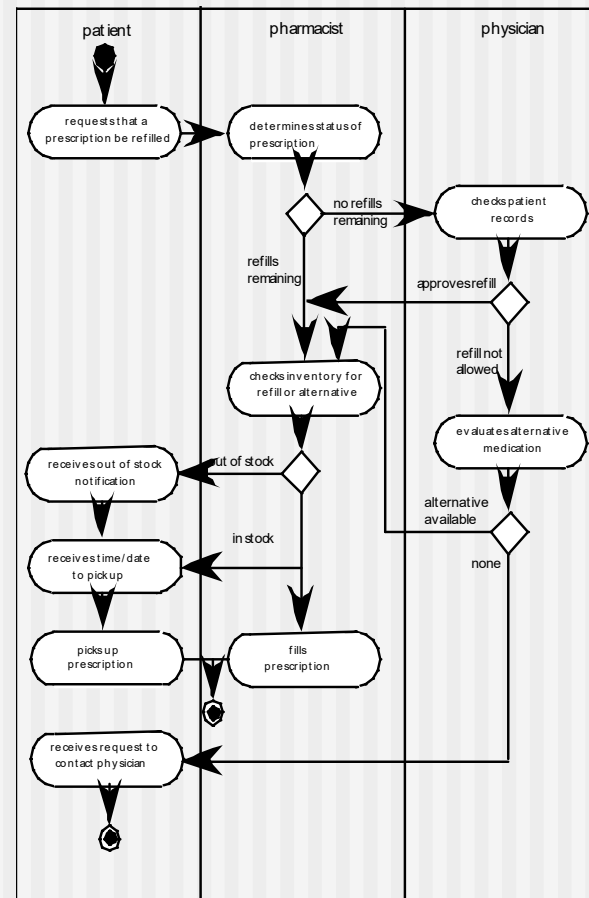 patient
pharmacist
physician
requests that a
prescription be refilled
determines status of
prescription
no refills
remaining
checks patient
records
refills
remaining
approves refill
refill not
allowed
checks inventory for
refill or alternative
evaluates alternative
medication
receives out of stock
notification
out of stock
alternative
available
in stock
receives time/date
to pickup
none
picks up
prescription
fills
prescription
receives request to
contact physician